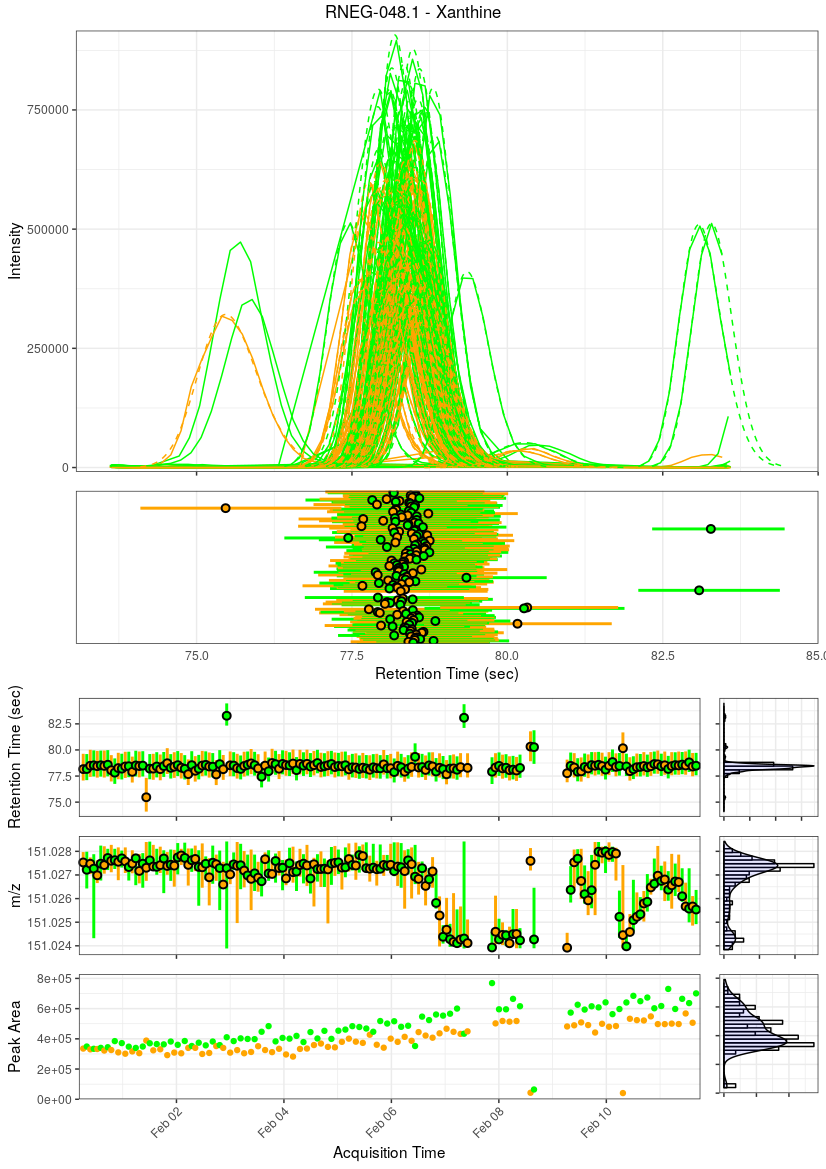 RNEG-048.1 - Xanthine
Intensity
750000
500000
250000
0
75.0 77.5 80.0 82.5 85.0
Retention Time (sec)
Retention Time (sec)
82.5
80.0
77.5
75.0
m/z
151.028
151.027
151.026
151.025
151.024
Peak Area
8e+05
6e+05
4e+05
2e+05
0e+00
Feb 02 Feb 04 Feb 06 Feb 08 Feb 10
Acquisition Time